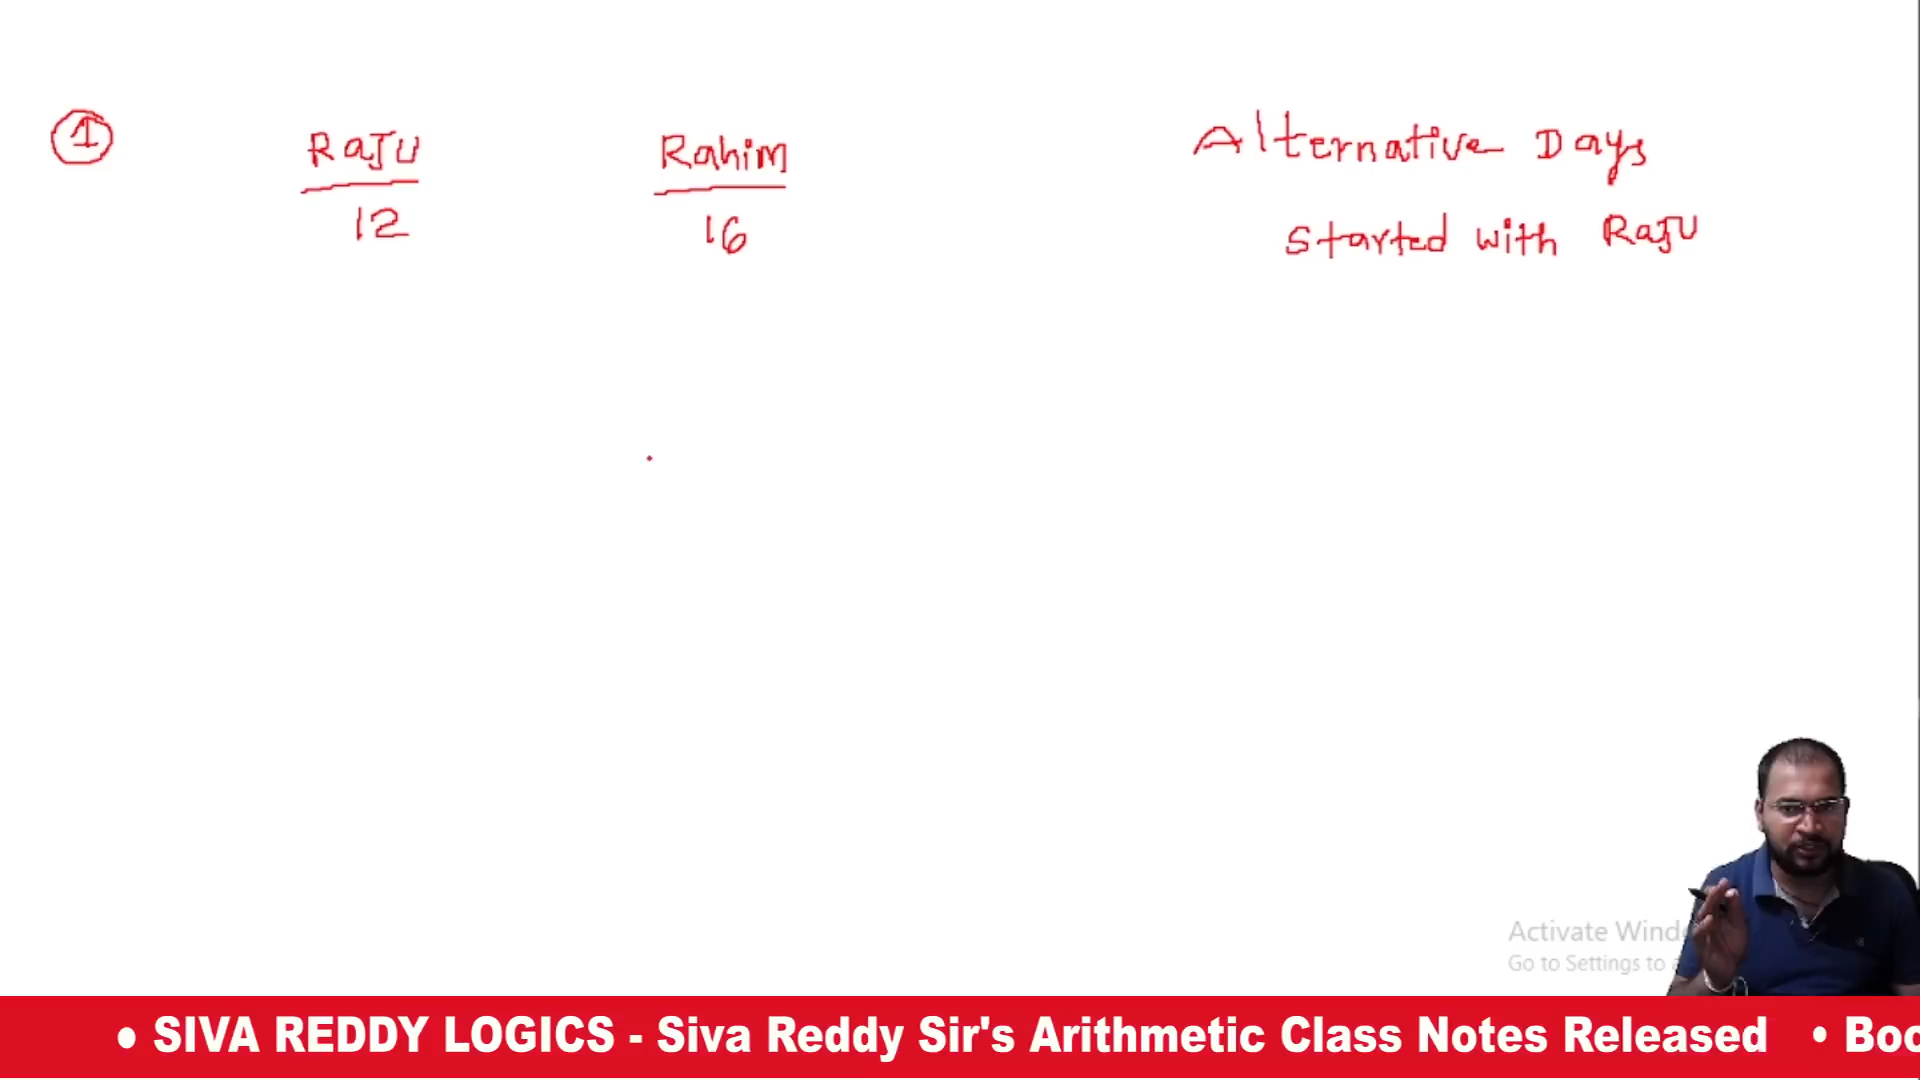 1
RaJU Rahim Alternative Days
12 16 started with RaJU
Activate Wind
Go to Settings to
• SIVA REDDY LOGICS - Siva Reddy Sir's Arithmetic Class Notes Released • Boo